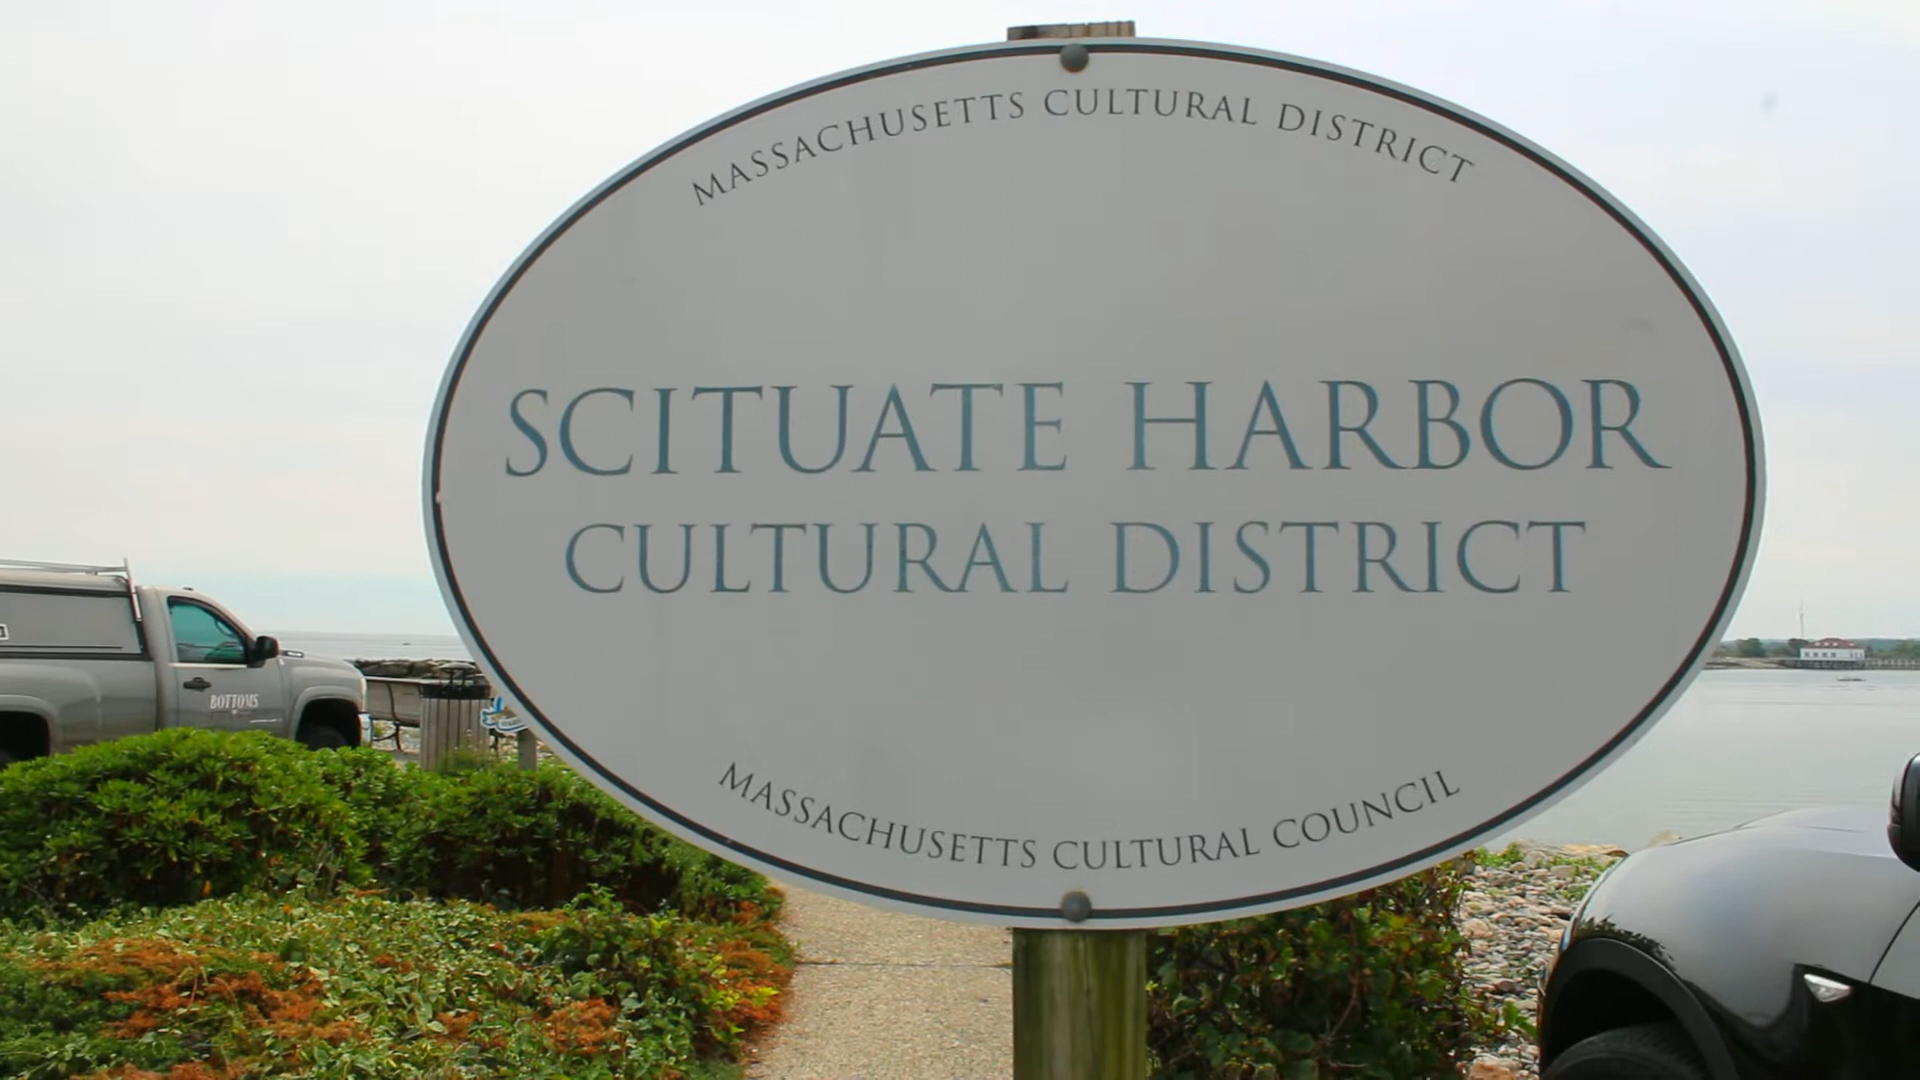 MASSACHUSETTS CULTURAL DISTRICT
SCITUATE HARBOR
CULTURAL DISTRICT
MASSACHUSETTS CULTURAL COUNCIL
BOTTOMS